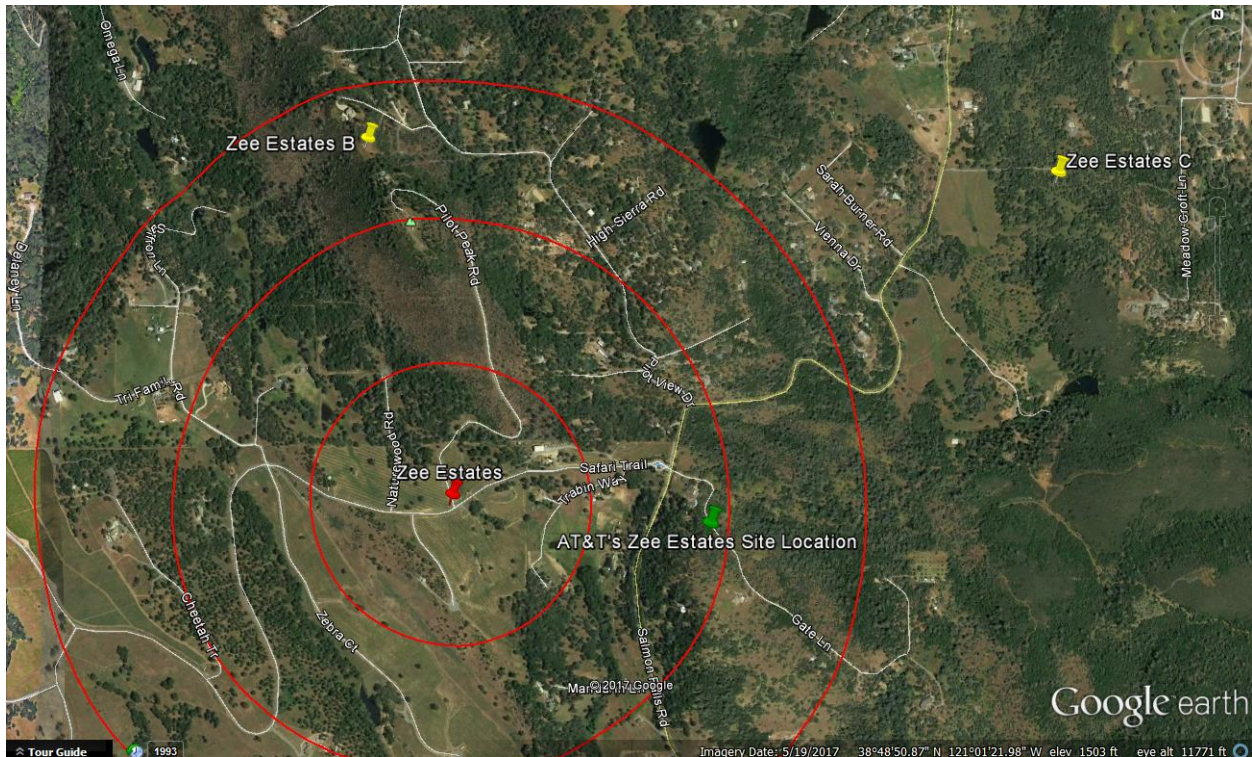 N
Omega Ln
Zee Estates B
Zee Estates C
Sarah Burner Rd
Meadow Croft Ln
High Sierra Rd
Pilot Peak Rd
Vienna Dr
Delaney Ln
Tri Fam
Rd
View Dr
Naturewood Rd
Zee Estates
Safari Trail
Trabin Way
AT&T's Zee Estates Site Location
Cheetah Tr
Zebra Ct
Gate Ln
Salmon Falls Rd
© 2017 Google
Google earth
Tour Guide
1993
Imagery Date: 5/19/2017 38°48'50.87" N 121°01'21.98" W elev 1503 ft eye alt 11771 ft